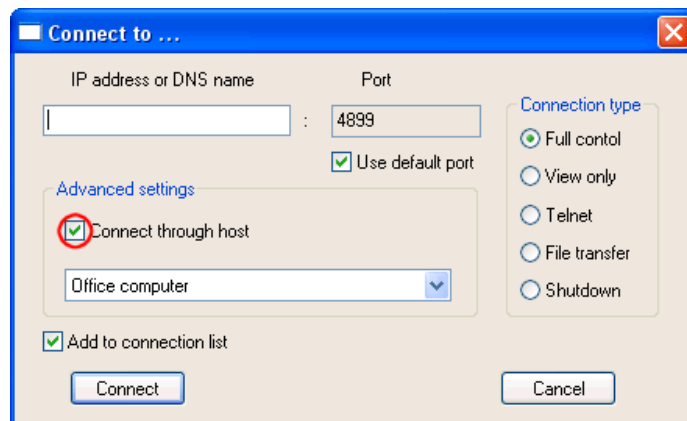 Connect to ...
IP address or DNS name
Port
:
4899
Use default port
Advanced settings
Connect through host
Office computer
Add to connection list
Connection type
Full contol
View only
Telnet
File transfer
Shutdown
Connect
Cancel